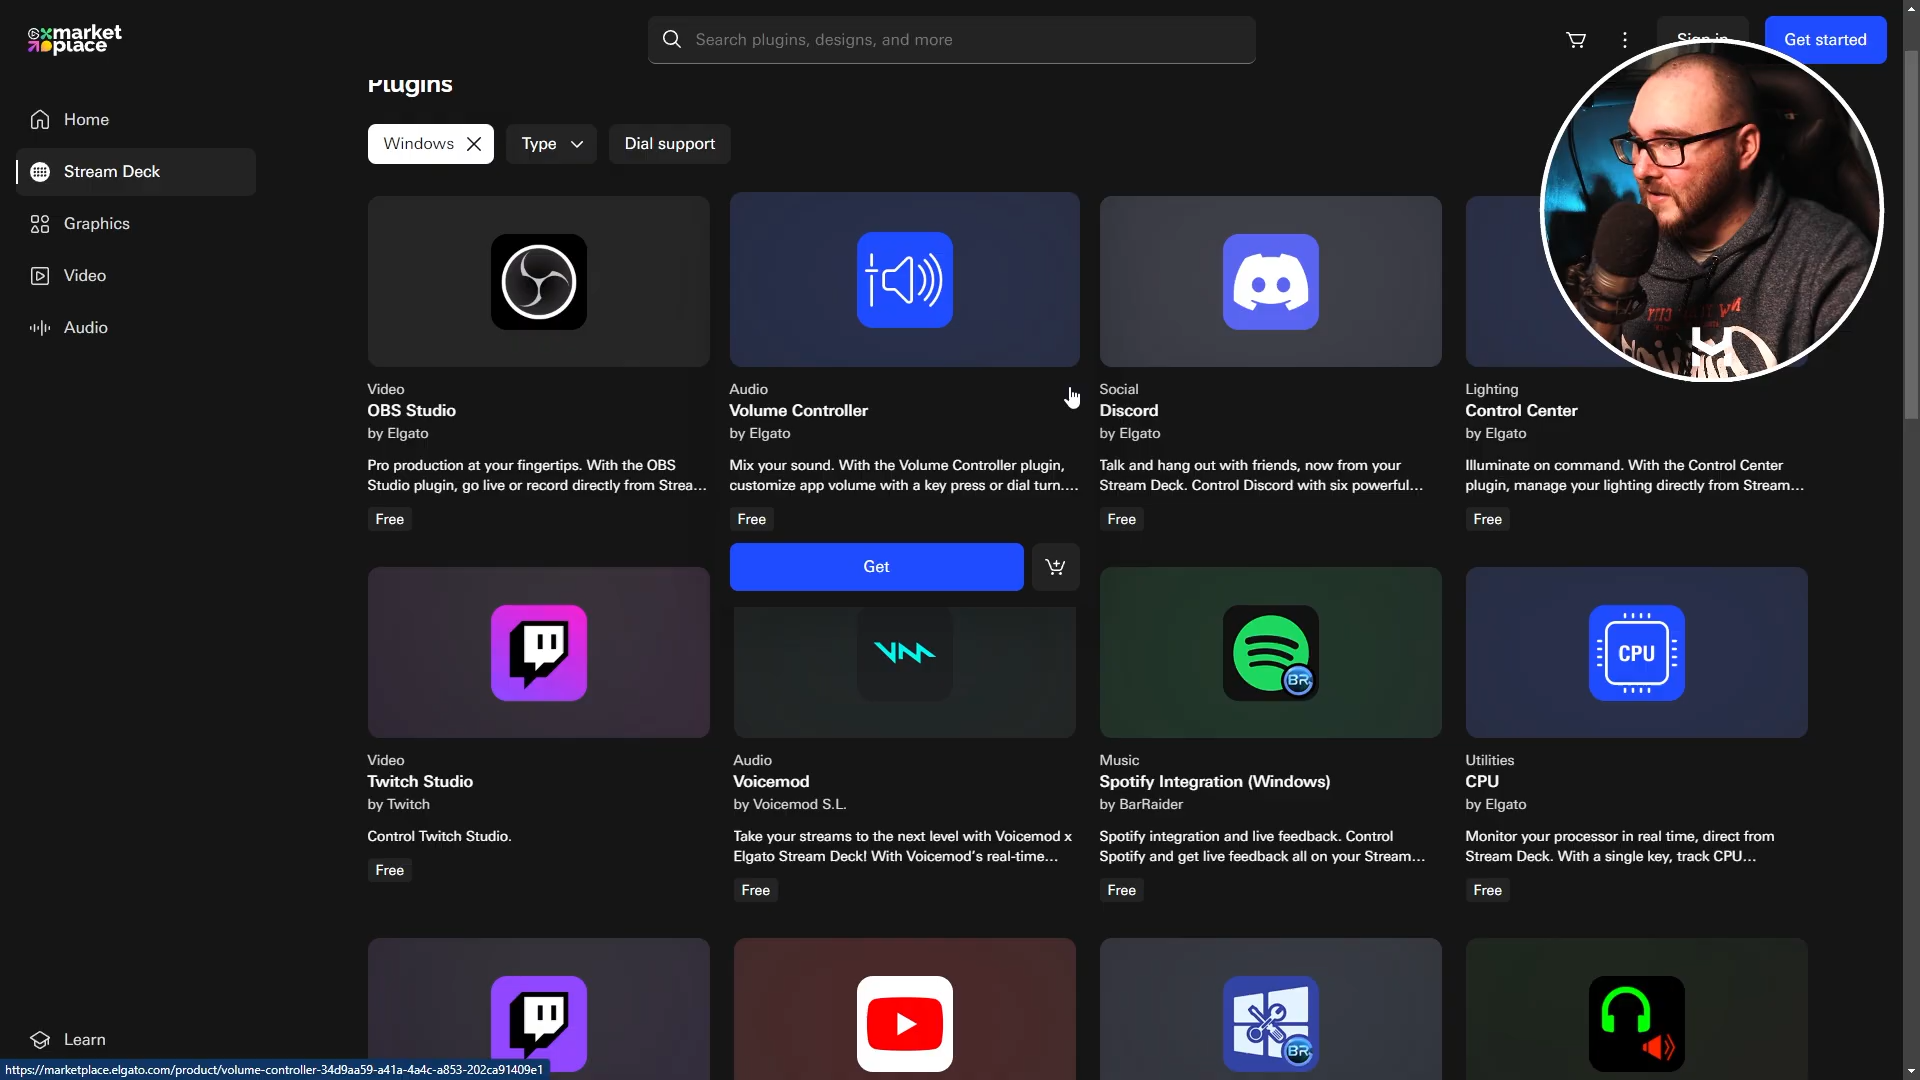 market
place
Search plugins, designs, and more
Sign in
Get started
Home
Stream Deck
Graphics
Video
Audio
Plugins
Windows
Type
Dial support
Video
OBS Studio
by Elgato
Pro production at your fingertips. With the OBS
Studio plugin, go live or record directly from Strea...
Free
Audio
Volume Controller
by Elgato
Mix your sound. With the Volume Controller plugin,
customize app volume with a key press or dial turn....
Free
Get
Social
Discord
by Elgato
Talk and hang out with friends, now from your
Stream Deck. Control Discord with six powerful...
Free
Lighting
Control Center
by Elgato
Illuminate on command. With the Control Center
plugin, manage your lighting directly from Stream...
Free
Video
Twitch Studio
by Twitch
Control Twitch Studio.
Free
Audio
Voicemod
by Voicemod S.L.
Take your streams to the next level with Voicemod x
Elgato Stream Deck! With Voicemod's real-time...
Free
BR
Music
Spotify Integration (Windows)
by BarRaider
Spotify integration and live feedback. Control
Spotify and get live feedback all on your Stream...
Free
CPU
Utilities
CPU
by Elgato
Monitor your processor in real time, direct from
Stream Deck. With a single key, track CPU...
Free
BR
Learn
https://marketplace.elgato.com/product/volume-controller-34d9aa59-a41a-4a4c-a853-202ca91409e1